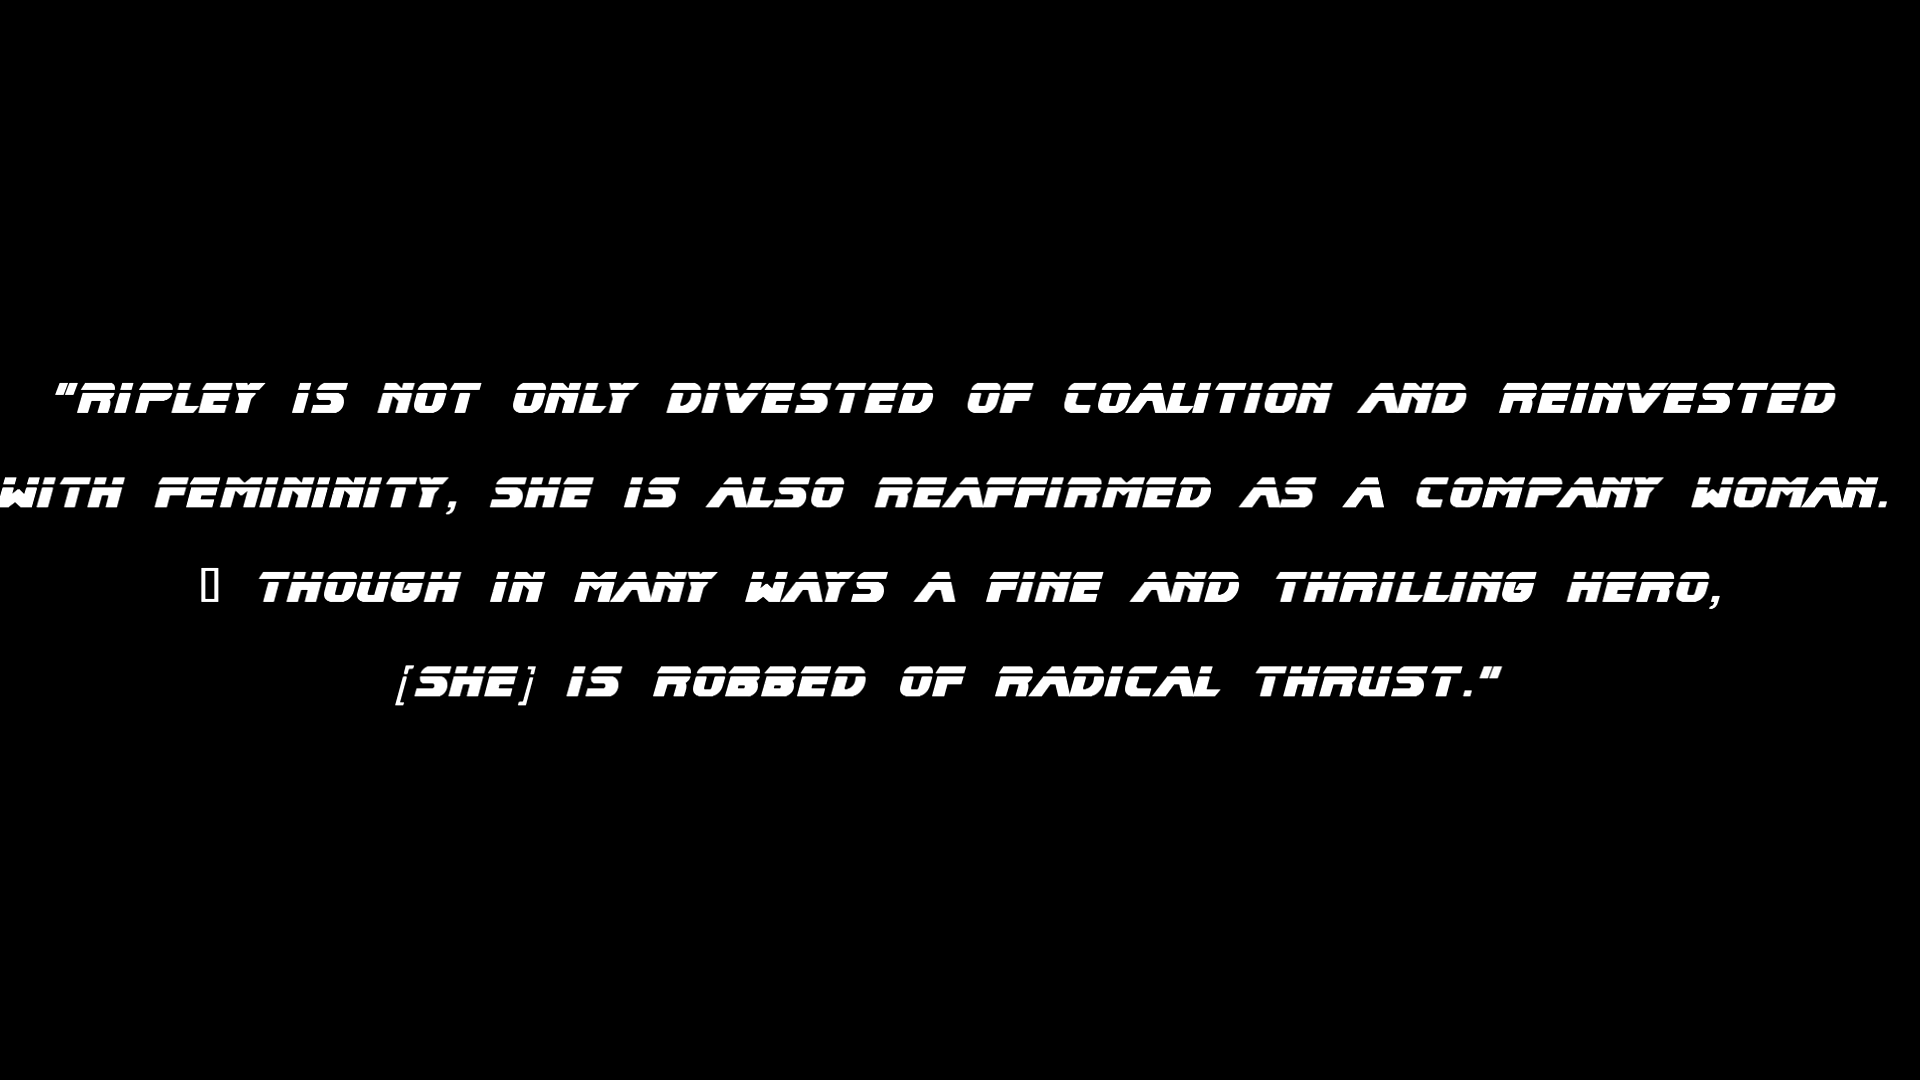 "RIPLEY IS NOT ONLY DIVESTED OF COALITION AND REINVESTED
WITH FEMININITY, SHE IS ALSO REAFFIRMED AS A COMPANY WOMAN.
▯ THOUGH IN MANY WAYS A FINE AND THRILLING HERO,
[SHE] IS ROBBED OF RADICAL THRUST."